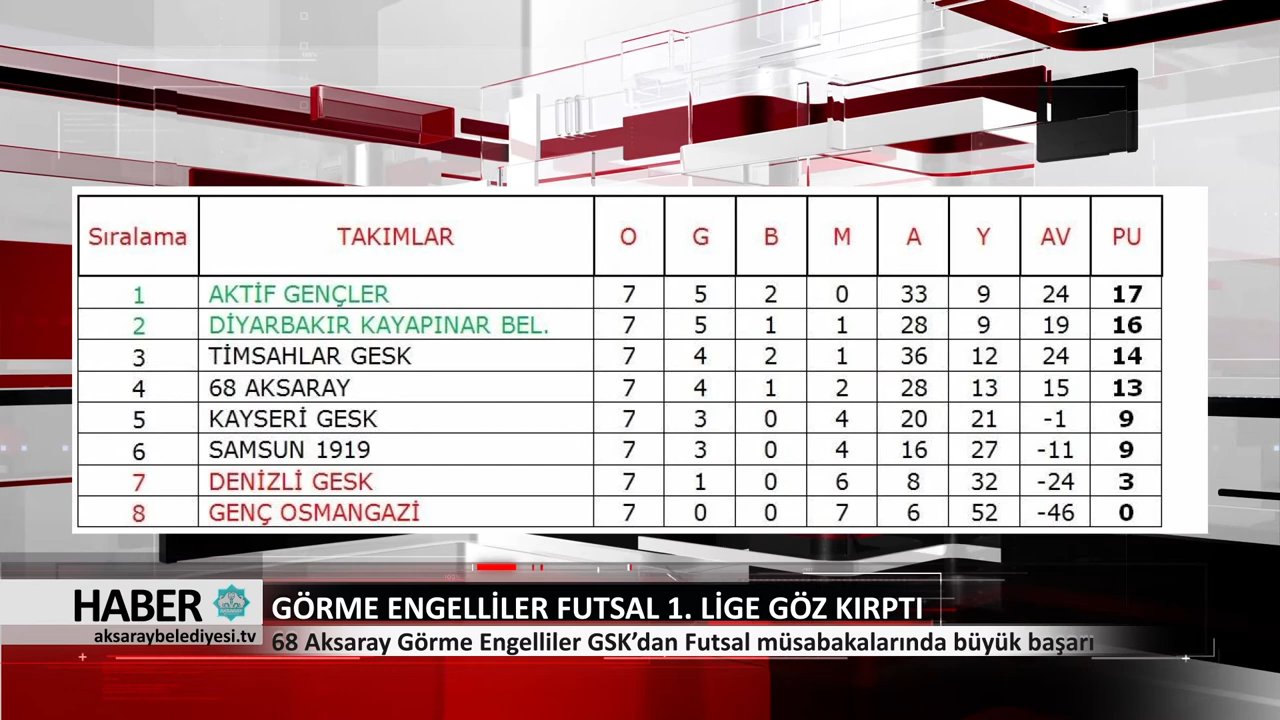 Sıralama TAKIMLAR O G B M A Y AV PU
1 AKTİF GENÇLER 7 5 2 0 33 9 24 17
2 DİYARBAKIR KAYAPINAR BEL. 7 5 1 1 28 9 19 16
3 TİMSAHLAR GESK 7 4 2 1 36 12 24 14
4 68 AKSARAY 7 4 1 2 28 13 15 13
5 KAYSERİ GESK 7 3 0 4 20 21 -1 9
6 SAMSUN 1919 7 3 0 4 16 27 -11 9
7 DENİZLİ GESK 7 1 0 6 8 32 -24 3
8 GENÇ OSMANGAZİ 7 0 0 7 6 52 -46 0
HABER
aksaraybelediyesi.tv
GÖRME ENGELLİLER FUTSAL 1. LİGE GÖZ KIRPTI
68 Aksaray Görme Engelliler GSK’dan Futsal müsabakalarında büyük başarı